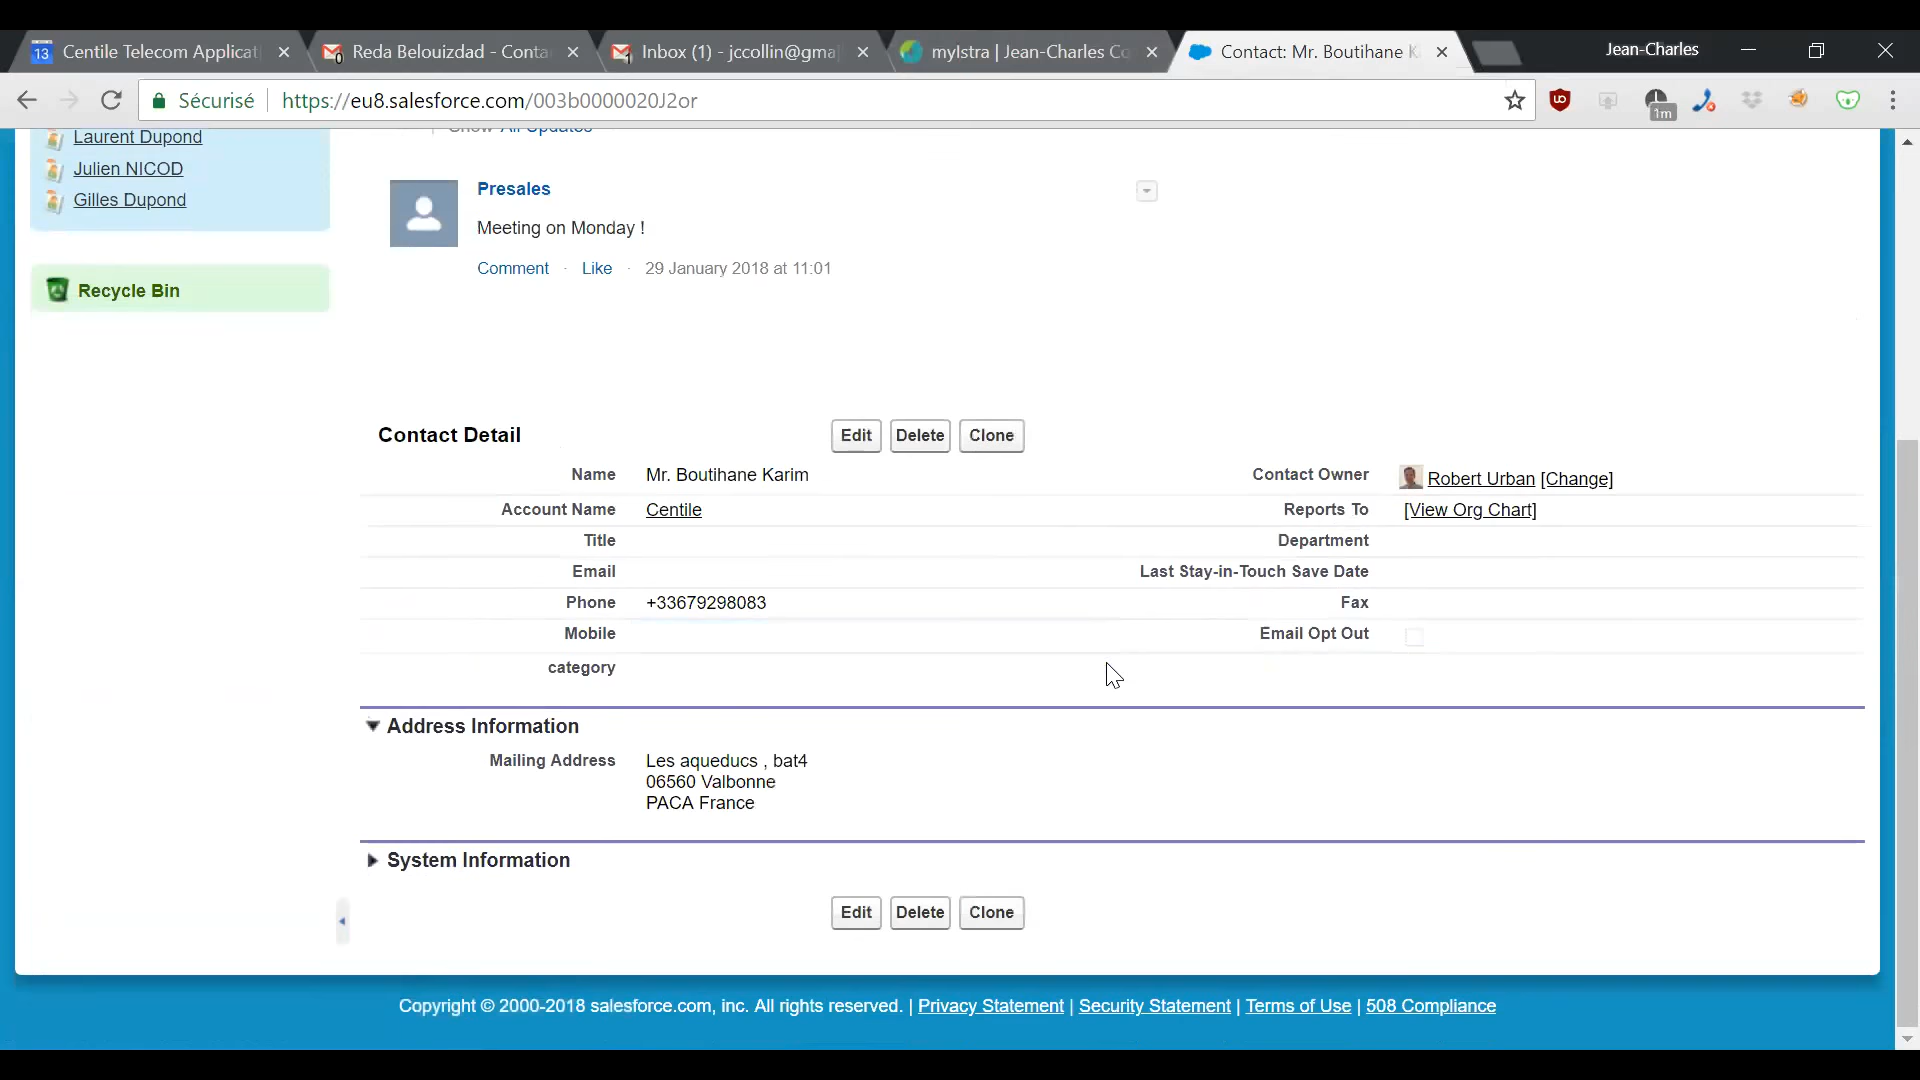 13 Centile Telecom Applicat
Reda Belouizdad - Conta
Inbox (1) - jccollin@gmai
myIstra | Jean-Charles Co
Contact: Mr. Boutihane K
Jean-Charles
Sécurisé
https://eu8.salesforce.com/003b0000020J2or
1m
Laurent Dupond
Julien NICOD
Gilles Dupond
Recycle Bin
Show All Updates
Presales
Meeting on Monday !
Comment · Like · 29 January 2018 at 11:01
Contact Detail
Edit Delete Clone
Name Mr. Boutihane Karim
Contact Owner Robert Urban [Change]
Account Name Centile
Reports To [View Org Chart]
Title
Department
Email
Last Stay-in-Touch Save Date
Phone +33679298083
Fax
Mobile
Email Opt Out
category
Address Information
Mailing Address Les aqueducs , bat4
06560 Valbonne
PACA France
System Information
Edit Delete Clone
Copyright © 2000-2018 salesforce.com, inc. All rights reserved. | Privacy Statement | Security Statement | Terms of Use | 508 Compliance